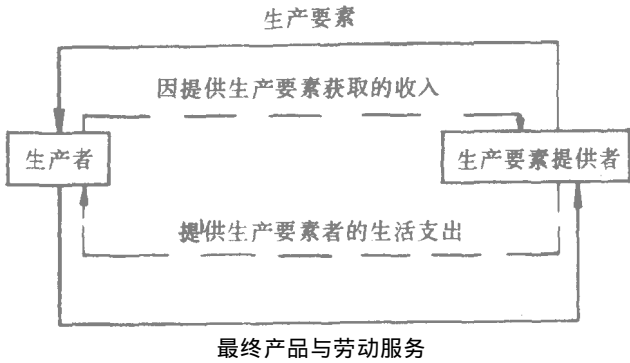 生产要素
因提供生产要素获取的收入
生产者
生产要素提供者
提供生产要素者的生活支出
最终产品与劳动服务